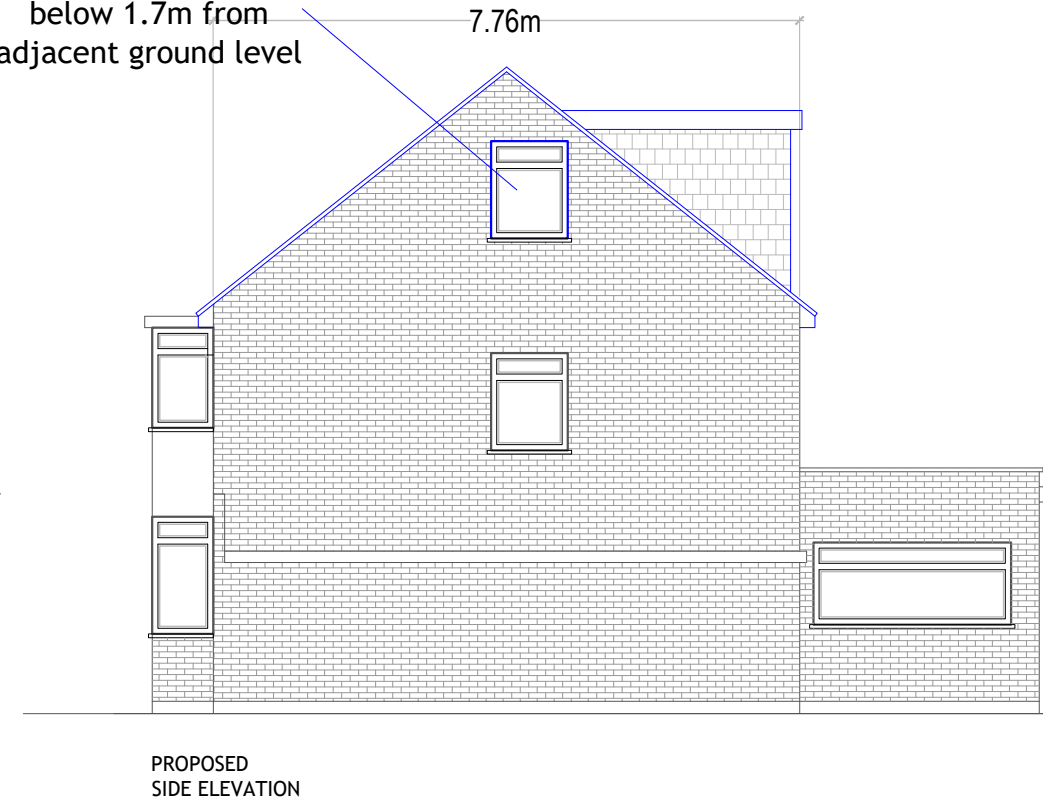 below 1.7m from
adjacent ground level
7.76m
PROPOSED
SIDE ELEVATION